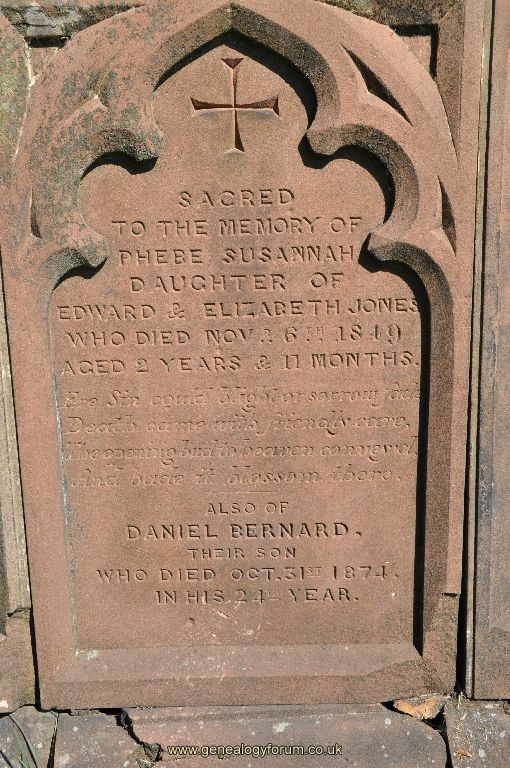 SACRED
TO THE MEMORY OF
PHEBE SUSANNAH
DAUGHTER OF
EDWARD & ELIZABETH JONES
WHO DIED NOV 26TH 1849
AGED 2 YEARS & 11 MONTHS.
Ere Sin could blight or sorrow fade
Death came with friendly care,
The opening bud to heaven convey'd
And bade it blossom there.
ALSO OF
DANIEL BERNARD,
THEIR SON
WHO DIED OCT. 31ST 1874.
IN HIS 24TH YEAR.
www.genealogyforum.co.uk